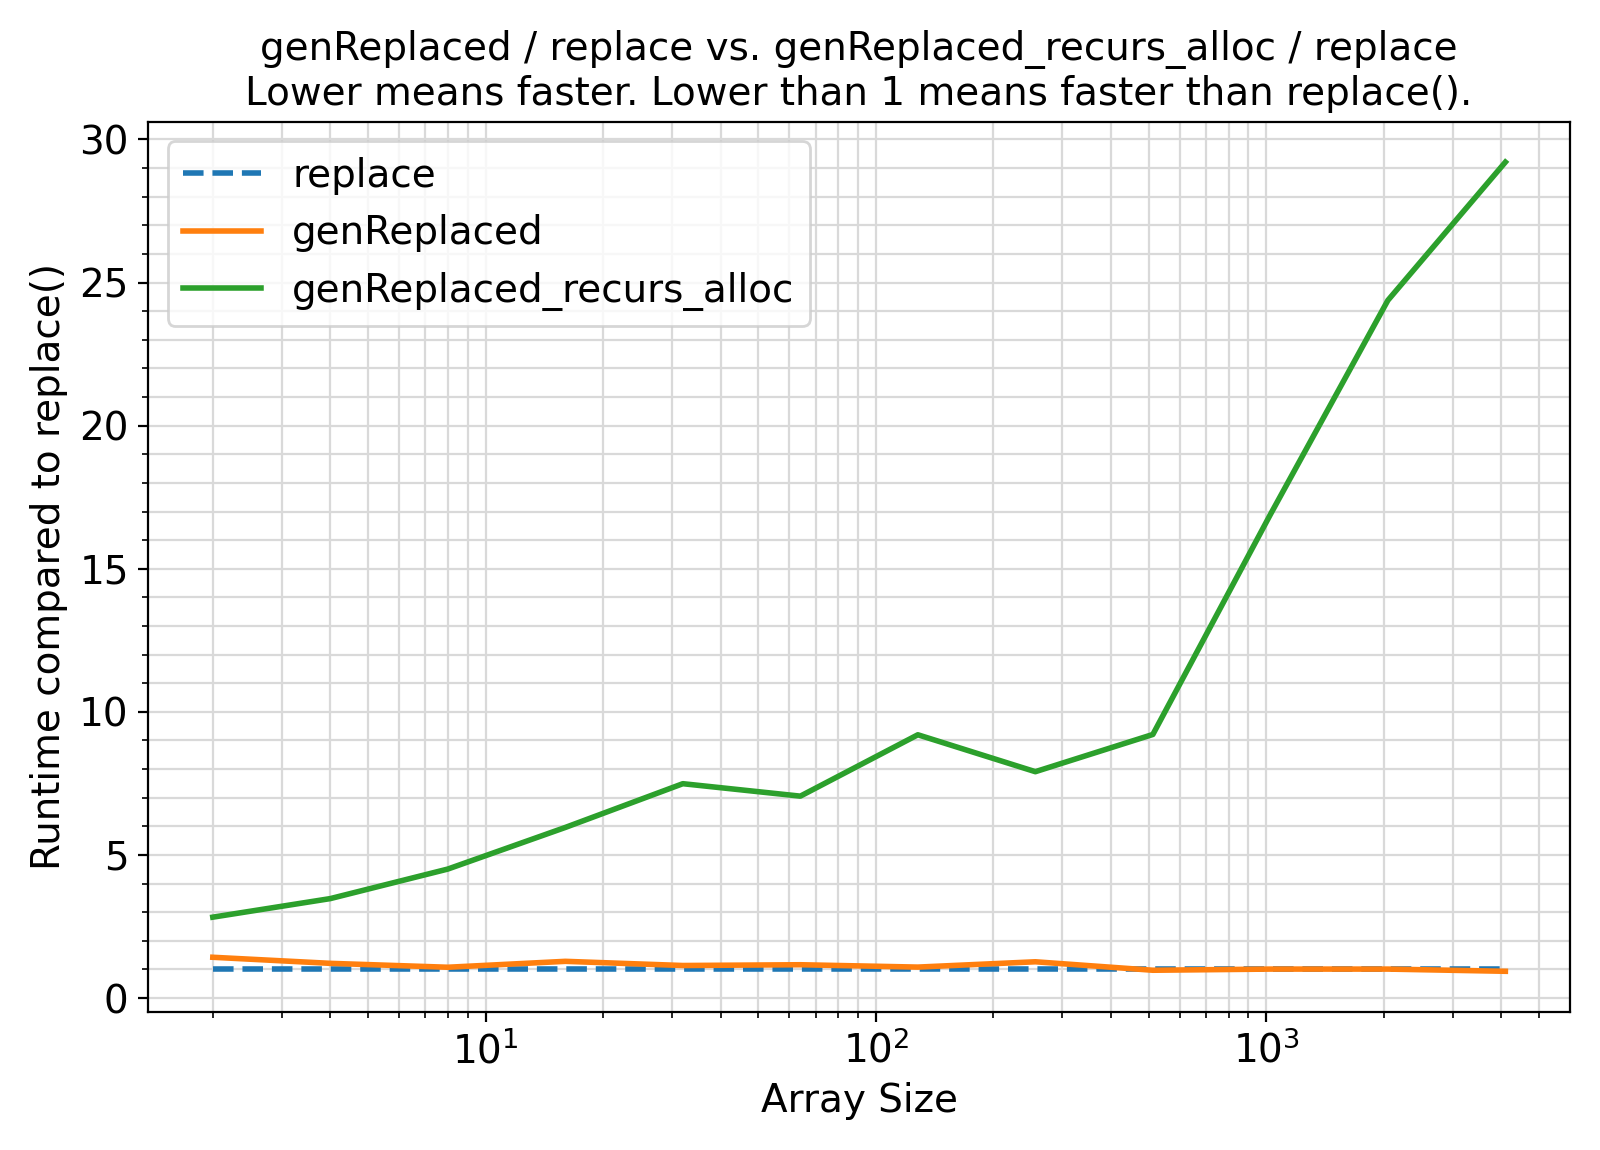 genReplaced / replace vs. genReplaced_recurs_alloc / replace
Lower means faster. Lower than 1 means faster than replace().
replace
genReplaced
genReplaced_recurs_alloc
Runtime compared to replace()
30
25
20
15
10
5
0
10¹
10²
10³
Array Size